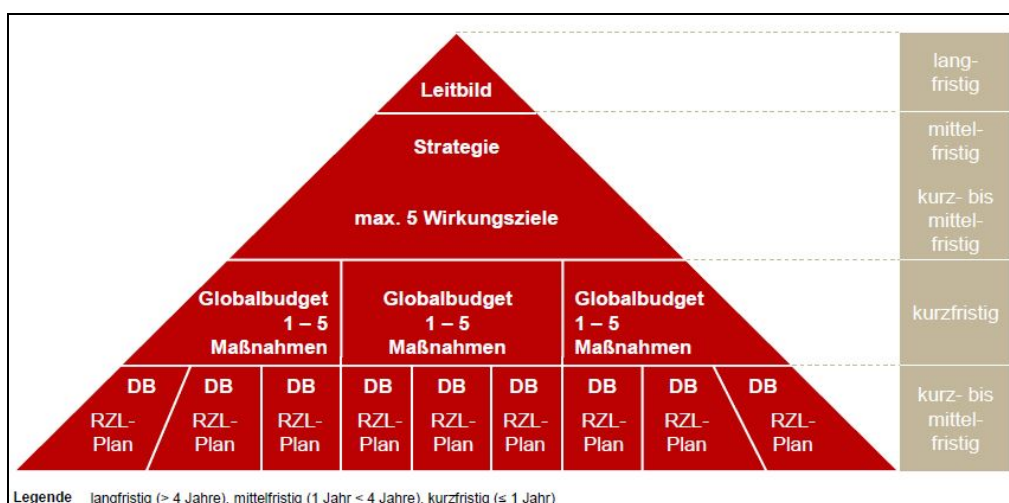 Leitbild
lang-
fristig
Strategie
mittel-
fristig
max. 5 Wirkungsziele
kurz- bis
mittel-
fristig
Globalbudget
1 – 5
Maßnahmen
Globalbudget
1 – 5
Maßnahmen
Globalbudget
1 – 5
Maßnahmen
kurzfristig
DB
RZL-
Plan
DB
RZL-
Plan
DB
RZL-
Plan
DB
RZL-
Plan
DB
RZL-
Plan
DB
RZL-
Plan
DB
RZL-
Plan
DB
RZL-
Plan
DB
RZL-
Plan
kurz- bis
mittel-
fristig
Legende langfristig (> 4 Jahre), mittelfristig (1 Jahr < 4 Jahre), kurzfristig (≤ 1 Jahr)